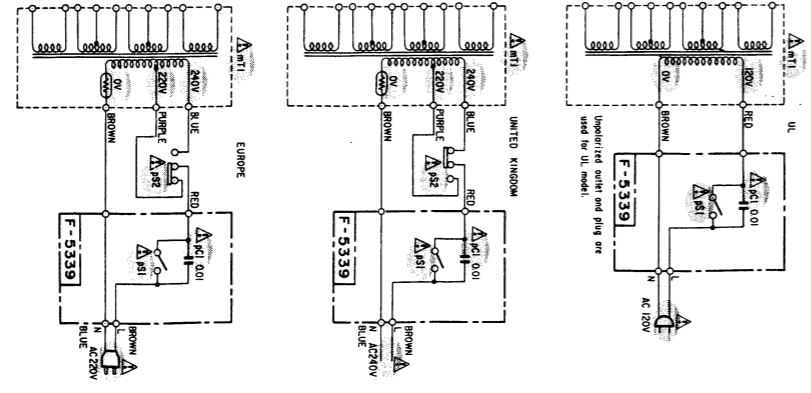 mT1
0V
220V
240V
BROWN
PURPLE
BLUE
EUROPE
pS2
RED
F-5339
pC1 0.01
pS1
N
L
BROWN
BLUE
AC220V
mT1
0V
220V
240V
BROWN
PURPLE
BLUE
UNITED KINGDOM
pS2
RED
F-5339
pC1 0.01
pS1
N
L
BROWN
BLUE
AC240V
mT1
0V
120V
BROWN
RED
UL
Unpolarized outlet and plug are
used for UL model.
F-5339
pC1 0.01
pS1
N
L
AC 120V